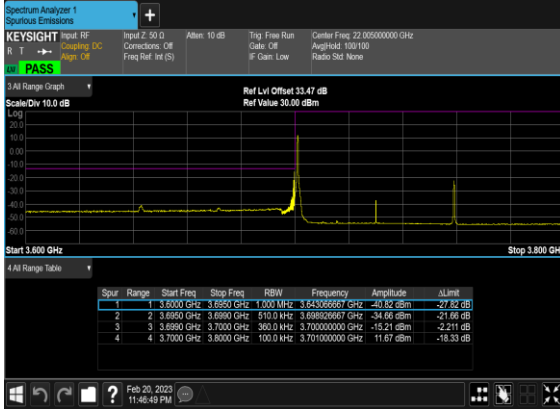 Spectrum Analyzer 1
Spurious Emissions
KEYSIGHT
R T
PASS
Input: RF
Coupling: DC
Align: Off
Input Z: 50 Ω
Corrections: Off
Freq Ref: Int (S)
Atten: 10 dB
Trig: Free Run
Gate: Off
IF Gain: Low
Center Freq: 22.005000000 GHz
Avg|Hold: 100/100
Radio Std: None
3 All Range Graph
Scale/Div 10.0 dB
Ref Lvl Offset 33.47 dB
Ref Value 30.00 dBm
Log
20.0
10.0
0.00
-10.0
-20.0
-30.0
-40.0
-50.0
-60.0
Start 3.600 GHz
Stop 3.800 GH
4 All Range Table
Spur Range Start Freq Stop Freq RBW Frequency Amplitude ΔLimit
1 1 3.6000 GHz 3.6950 GHz 1.000 MHz 3.643066667 GHz -40.82 dBm -27.82 dB
2 2 3.6950 GHz 3.6990 GHz 510.0 kHz 3.698926667 GHz -34.66 dBm -21.66 dB
3 3 3.6990 GHz 3.7000 GHz 360.0 kHz 3.700000000 GHz -15.21 dBm -2.211 dB
4 4 3.7000 GHz 3.8000 GHz 100.0 kHz 3.701000000 GHz 11.67 dBm -18.33 dB
Feb 20, 2023
11:46:49 PM